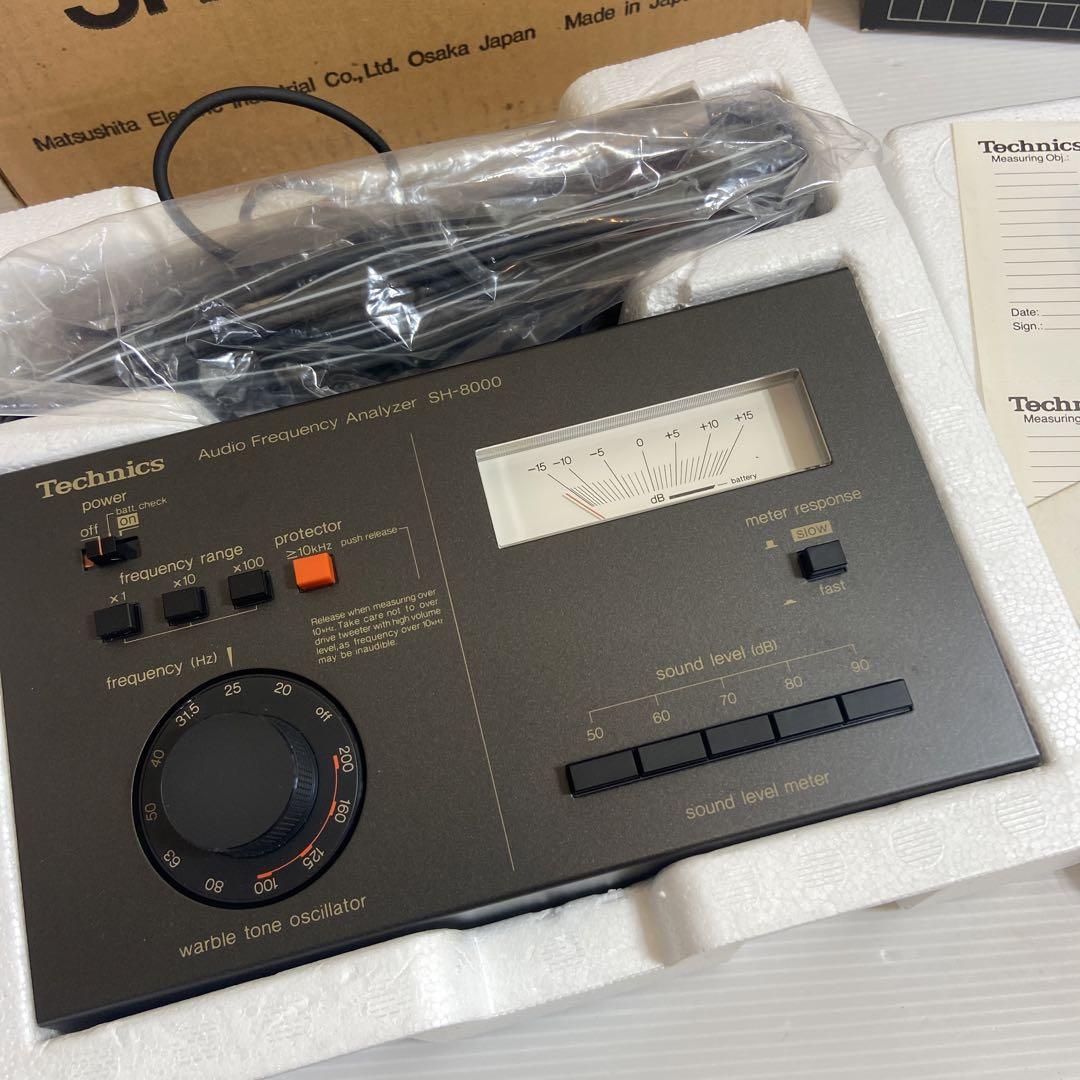 Matsushita Electric Industrial Co.,Ltd. Osaka Japan Made in Japa
Technics
Measuring Obj.:
Date:
Sign.:
Measuring
Technics
Audio Frequency Analyzer SH-8000
power
batt. check
off
on
frequency range
×1
×10
×100
protector
≥10kHz
push release
Release when measuring over
10kHz. Take care not to over
drive tweeter with high volume
level, as frequency over 10kHz
may be inaudible.
frequency (Hz)
off
20
25
31.5
40
50
63
80
100
125
160
200
warble tone oscillator
-15 -10 -5 0 +5 +10 +15
dB
battery
meter response
slow
fast
sound level (dB)
50 60 70 80 90
sound level meter